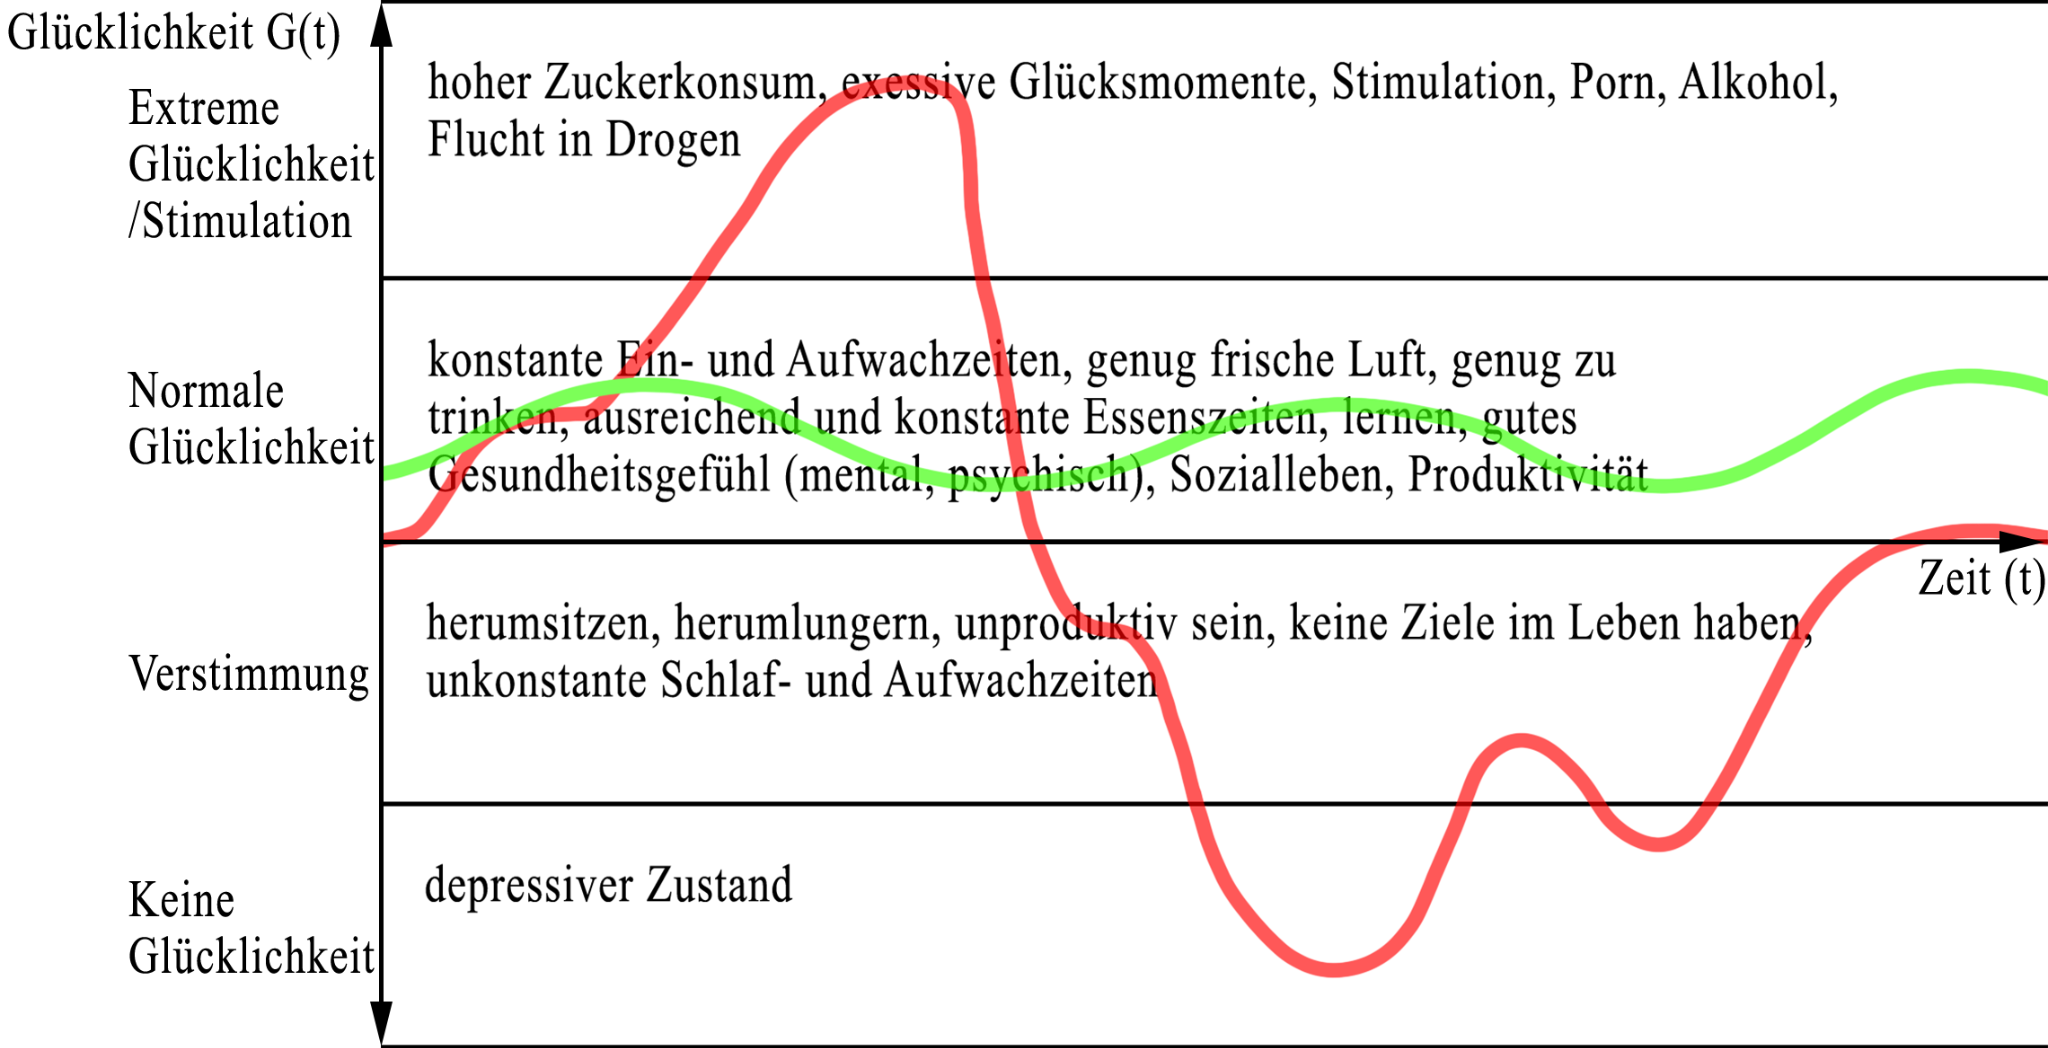 Glücklichkeit G(t)
Extreme
Glücklichkeit
/Stimulation
hoher Zuckerkonsum, exessive Glücksmomente, Stimulation, Porn, Alkohol,
Flucht in Drogen
Normale
Glücklichkeit
konstante Ein- und Aufwachzeiten, genug frische Luft, genug zu
trinken, ausreichend und konstante Essenszeiten, lernen, gutes
Gesundheitsgefühl (mental, psychisch), Sozialleben, Produktivität
Zeit (t)
Verstimmung
herumsitzen, herumlungern, unproduktiv sein, keine Ziele im Leben haben,
unkonstante Schlaf- und Aufwachzeiten
Keine
Glücklichkeit
depressiver Zustand